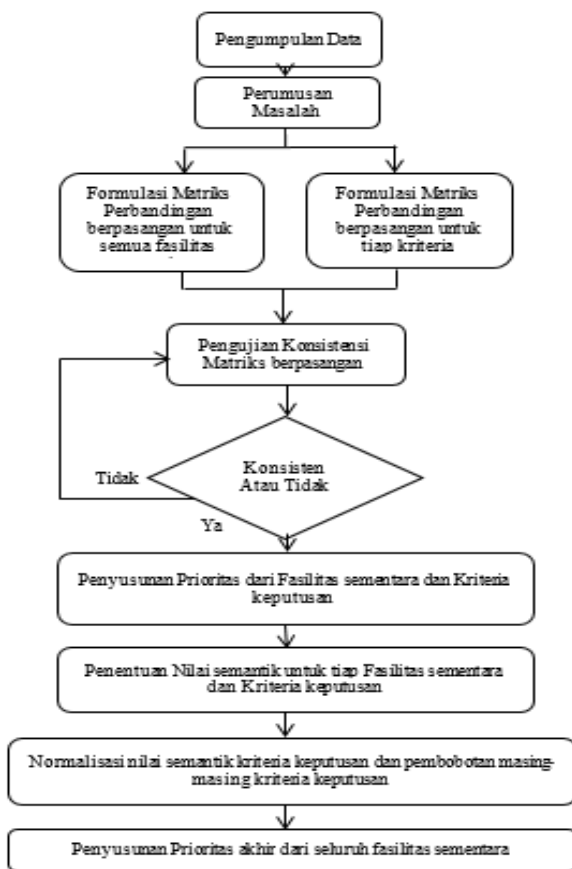 Pengumpulan Data
Perumusan
Masalah
Formulasi Matriks
Perbandingan
berpasangan untuk
semua fasilitas
Formulasi Matriks
Perbandingan
berpasangan untuk
tiap kriteria
Pengujian Konsistensi
Matriks berpasangan
Konsisten
Atau Tidak
Tidak
Ya
Penyusunan Prioritas dari Fasilitas sementara dan Kriteria
keputusan
Penentuan Nilai semantik untuk tiap Fasilitas sementara
dan Kriteria keputusan
Normalisasi nilai semantik kriteria keputusan dan pembobotan masing-
masing kriteria keputusan
Penyusunan Prioritas akhir dari seluruh fasilitas sementara